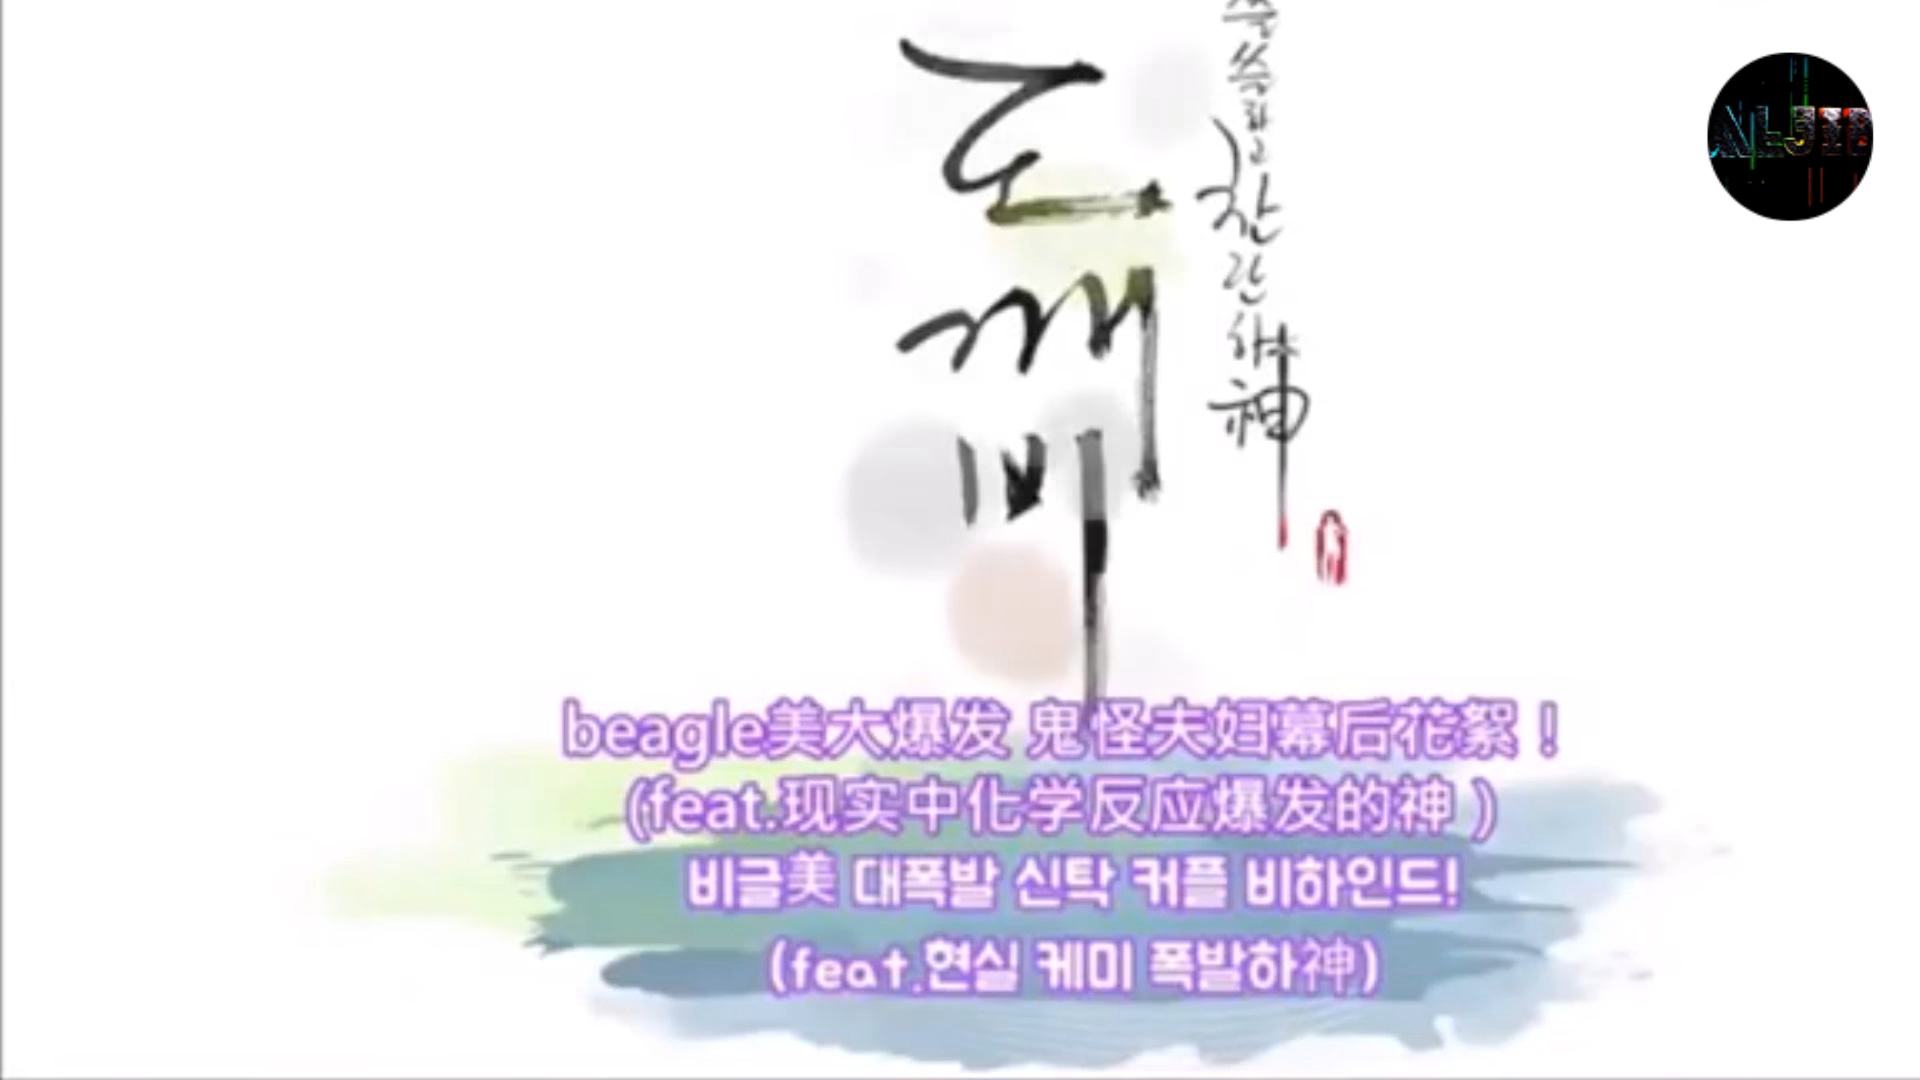 도깨비
쓸쓸하고 찬란하神
beagle美大爆发 鬼怪夫妇幕后花絮！
(feat.现实中化学反应爆发的神 )
비글美 대폭발 신탁 커플 비하인드!
(feat.현실 케미 폭발하神)